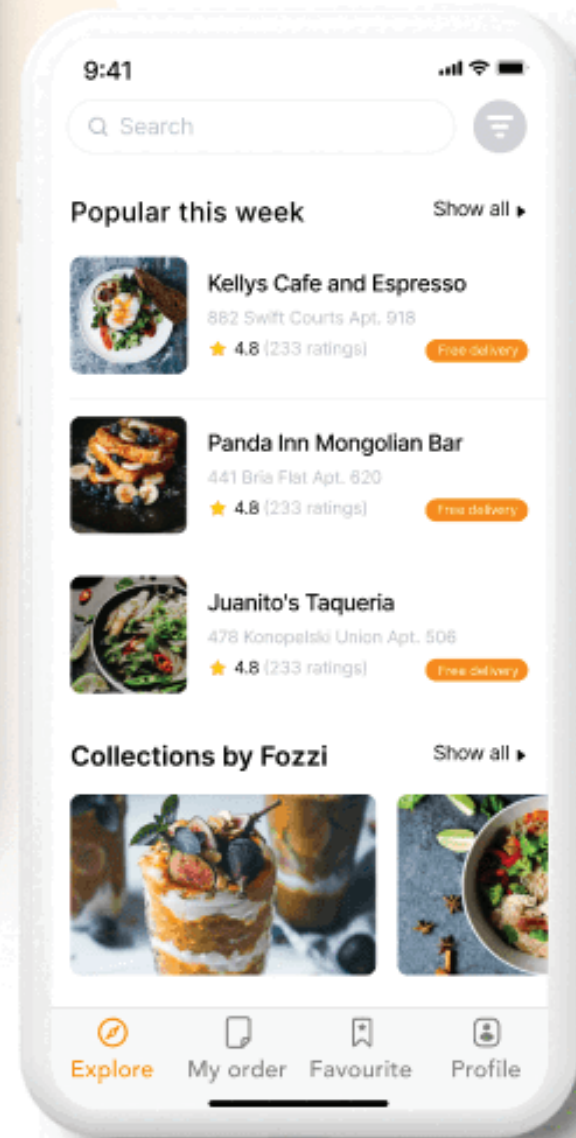 9:41
Search
Popular this week
Show all
Kellys Cafe and Espresso
882 Swift Courts Apt. 918
4.8 (233 ratings)
Free delivery
Panda Inn Mongolian Bar
441 Bria Flat Apt. 620
4.8 (233 ratings)
Free delivery
Juanito's Taqueria
478 Konopelski Union Apt. 506
4.8 (233 ratings)
Free delivery
Collections by Fozzi
Show all
Explore
My order
Favourite
Profile